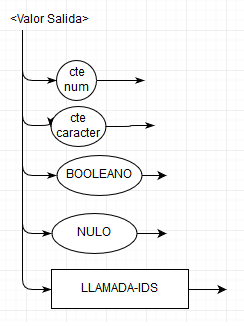 <Valor Salida>
cte
num
cte
caracter
BOOLEANO
NULO
LLAMADA-IDS